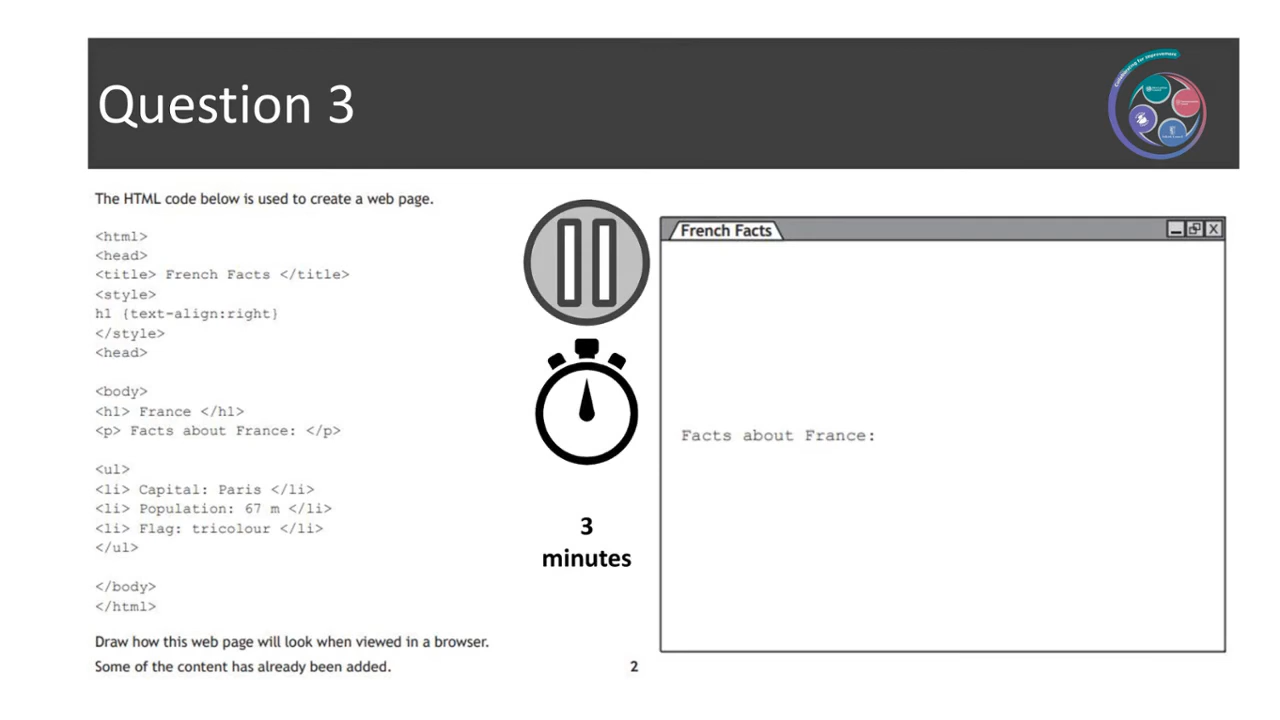 Question 3
Collaborating for Improvement
The HTML code below is used to create a web page.
<html>
<head>
<title> French Facts </title>
<style>
h1 {text-align:right}
</style>
<head>
<body>
<h1> France </h1>
<p> Facts about France: </p>
<ul>
<li> Capital: Paris </li>
<li> Population: 67 m </li>
<li> Flag: tricolour </li>
</ul>
</body>
</html>
Draw how this web page will look when viewed in a browser.
Some of the content has already been added.
2
3
minutes
French Facts
X
Facts about France: